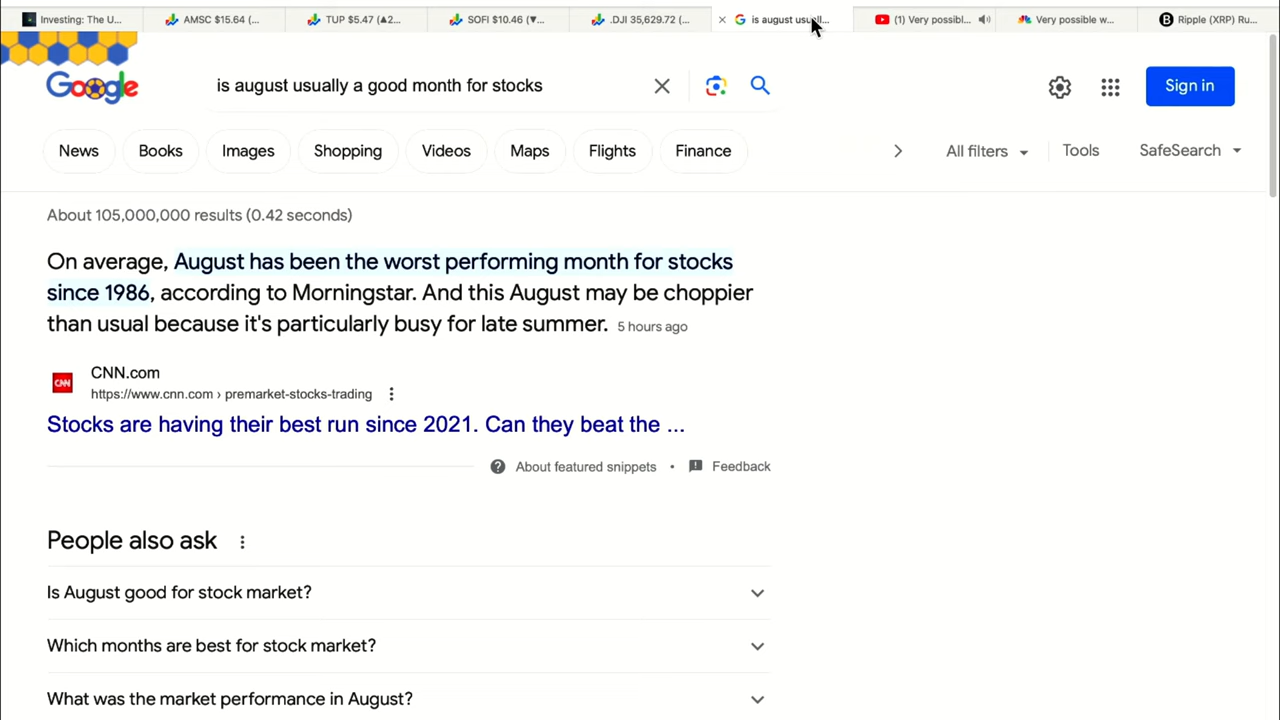 Investing: The U...
AMSC $15.64 (...
TUP $5.47 (▲2...
SOFI $10.46 (▼...
.DJI 35,629.72 (...
is august usuall...
(1) Very possibl...
Very possible w...
Ripple (XRP) Ru...
Google
is august usually a good month for stocks
Sign in
News
Books
Images
Shopping
Videos
Maps
Flights
Finance
All filters
Tools
SafeSearch
About 105,000,000 results (0.42 seconds)
On average, August has been the worst performing month for stocks
since 1986, according to Morningstar. And this August may be choppier
than usual because it's particularly busy for late summer. 5 hours ago
CNN
CNN.com
https://www.cnn.com › premarket-stocks-trading
Stocks are having their best run since 2021. Can they beat the ...
About featured snippets • Feedback
People also ask
Is August good for stock market?
Which months are best for stock market?
What was the market performance in August?